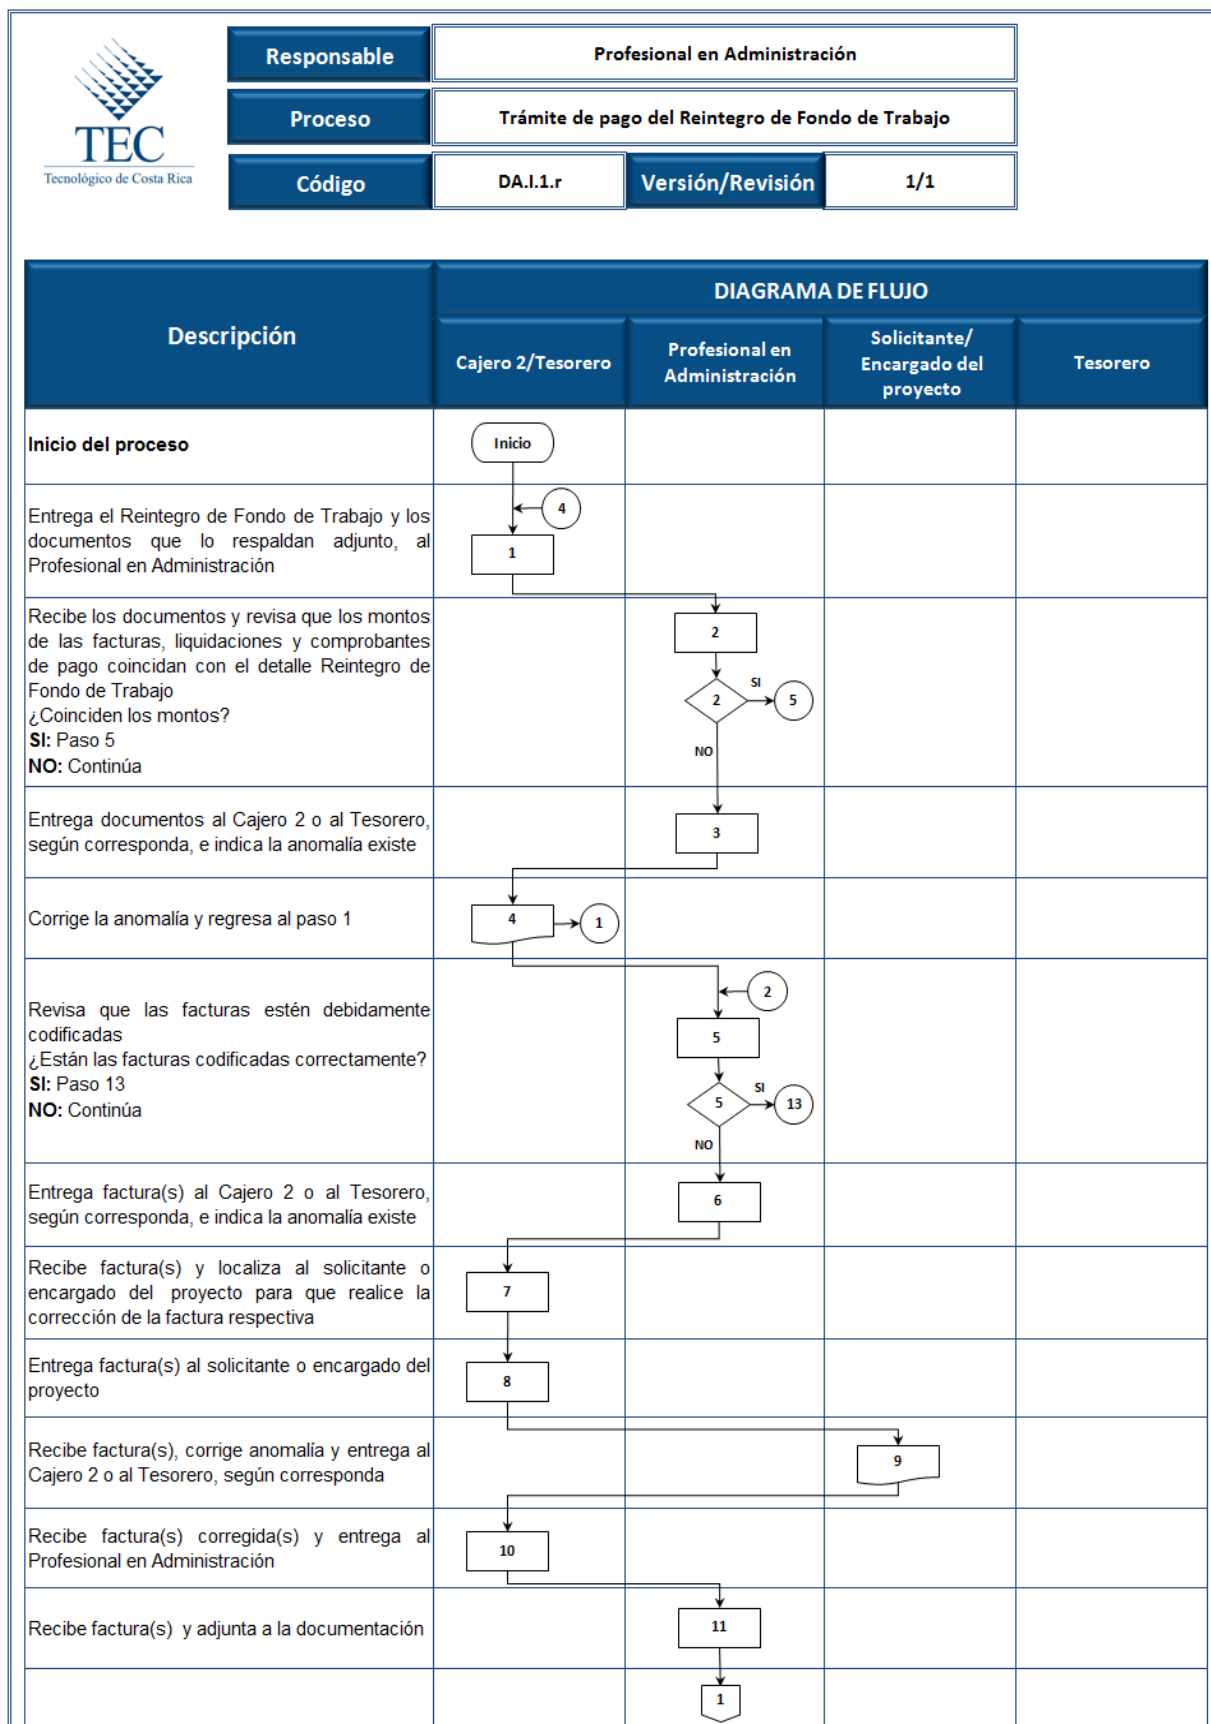 TEC
Tecnológico de Costa Rica
Responsable
Profesional en Administración
Proceso
Trámite de pago del Reintegro de Fondo de Trabajo
Código
DA.I.1.r
Versión/Revisión
1/1
Descripción
DIAGRAMA DE FLUJO
Cajero 2/Tesorero
Profesional en
Administración
Solicitante/
Encargado del
proyecto
Tesorero
Inicio del proceso
Inicio
Entrega el Reintegro de Fondo de Trabajo y los
documentos que lo respaldan adjunto, al
Profesional en Administración
4
1
Recibe los documentos y revisa que los montos
de las facturas, liquidaciones y comprobantes
de pago coincidan con el detalle Reintegro de
Fondo de Trabajo
¿Coinciden los montos?
SI: Paso 5
NO: Continúa
2
2
SI
5
NO
Entrega documentos al Cajero 2 o al Tesorero,
según corresponda, e indica la anomalía existe
3
Corrige la anomalía y regresa al paso 1
4
1
Revisa que las facturas estén debidamente
codificadas
¿Están las facturas codificadas correctamente?
SI: Paso 13
NO: Continúa
2
5
5
SI
13
NO
Entrega factura(s) al Cajero 2 o al Tesorero,
según corresponda, e indica la anomalía existe
6
Recibe factura(s) y localiza al solicitante o
encargado del proyecto para que realice la
corrección de la factura respectiva
7
Entrega factura(s) al solicitante o encargado del
proyecto
8
Recibe factura(s), corrige anomalía y entrega al
Cajero 2 o al Tesorero, según corresponda
9
Recibe factura(s) corregida(s) y entrega al
Profesional en Administración
10
Recibe factura(s) y adjunta a la documentación
11
1